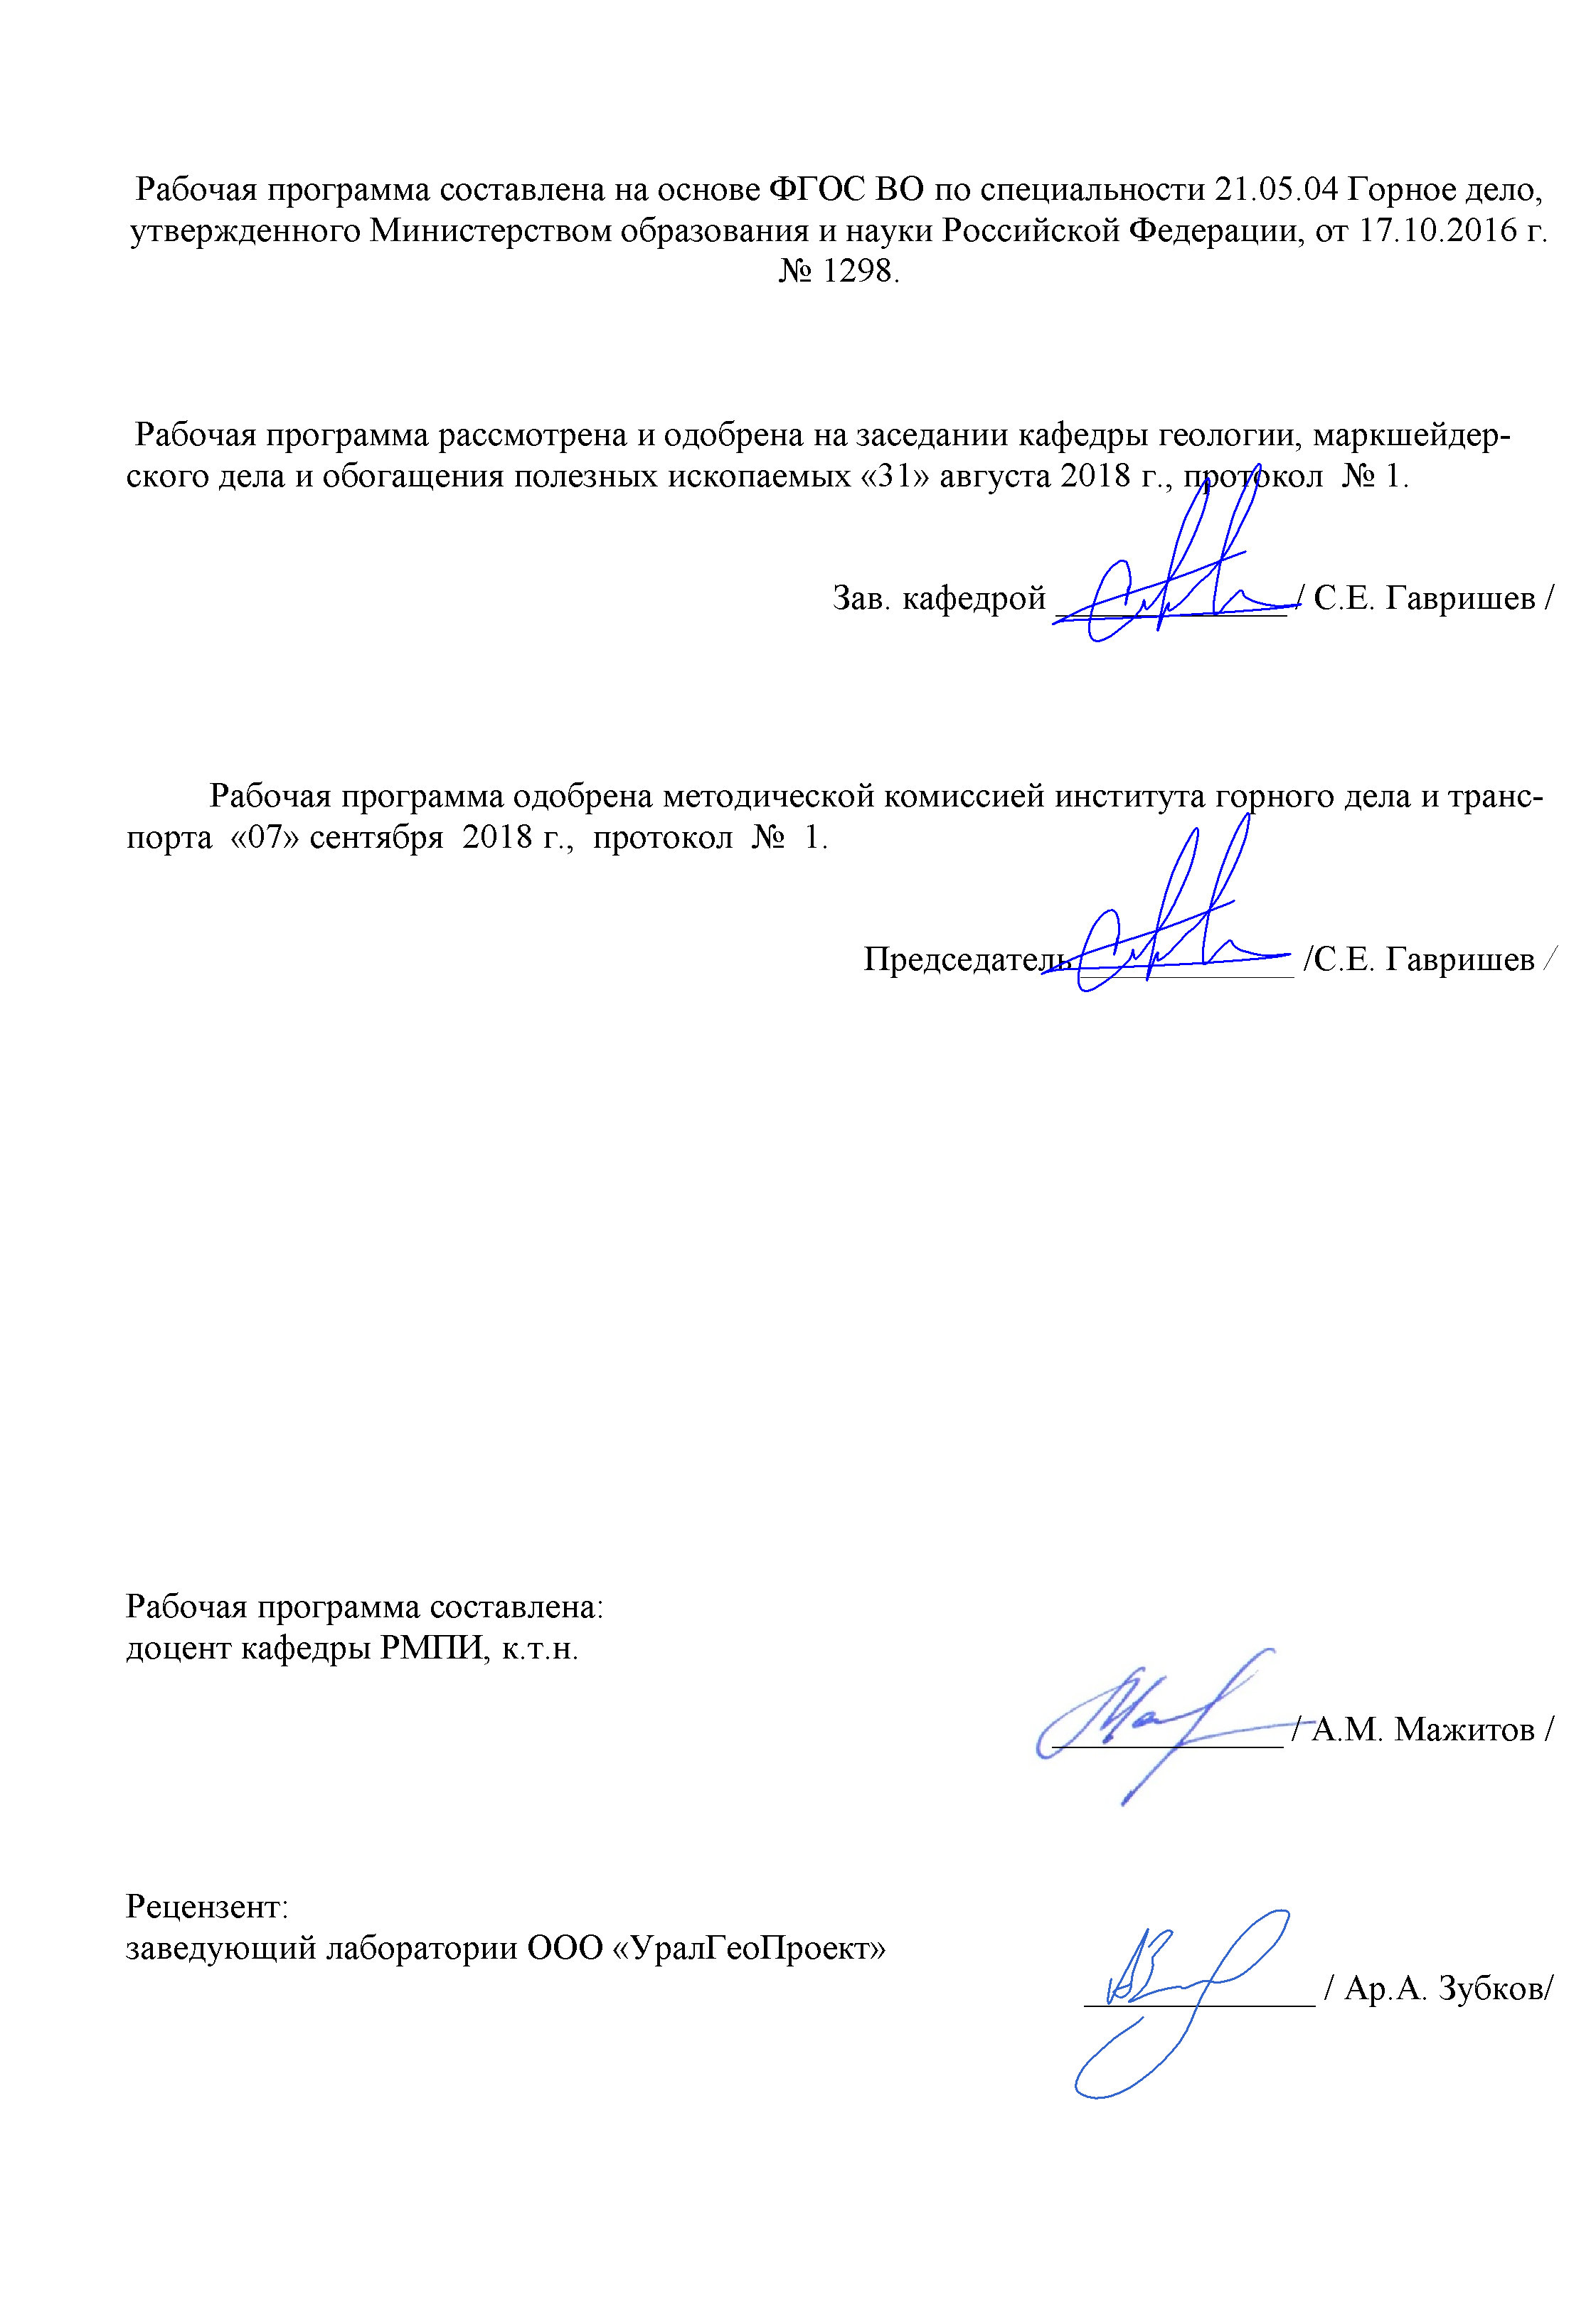 Рабочая программа составлена на основе ФГОС ВО по специальности 21.05.04 Горное дело,
утвержденного Министерством образования и науки Российской Федерации, от 17.10.2016 г.
№ 1298.
Рабочая программа рассмотрена и одобрена на заседании кафедры геологии, маркшейдер-
ского дела и обогащения полезных ископаемых «31» августа 2018 г., протокол № 1.
Зав. кафедрой _____________/ С.Е. Гавришев /
Рабочая программа одобрена методической комиссией института горного дела и транс-
порта «07» сентября 2018 г., протокол № 1.
Председатель ____________ /С.Е. Гавришев /
Рабочая программа составлена:
доцент кафедры РМПИ, к.т.н.
_____________ / А.М. Мажитов /
Рецензент:
заведующий лаборатории ООО «УралГеоПроект»
_____________ / Ар.А. Зубков/